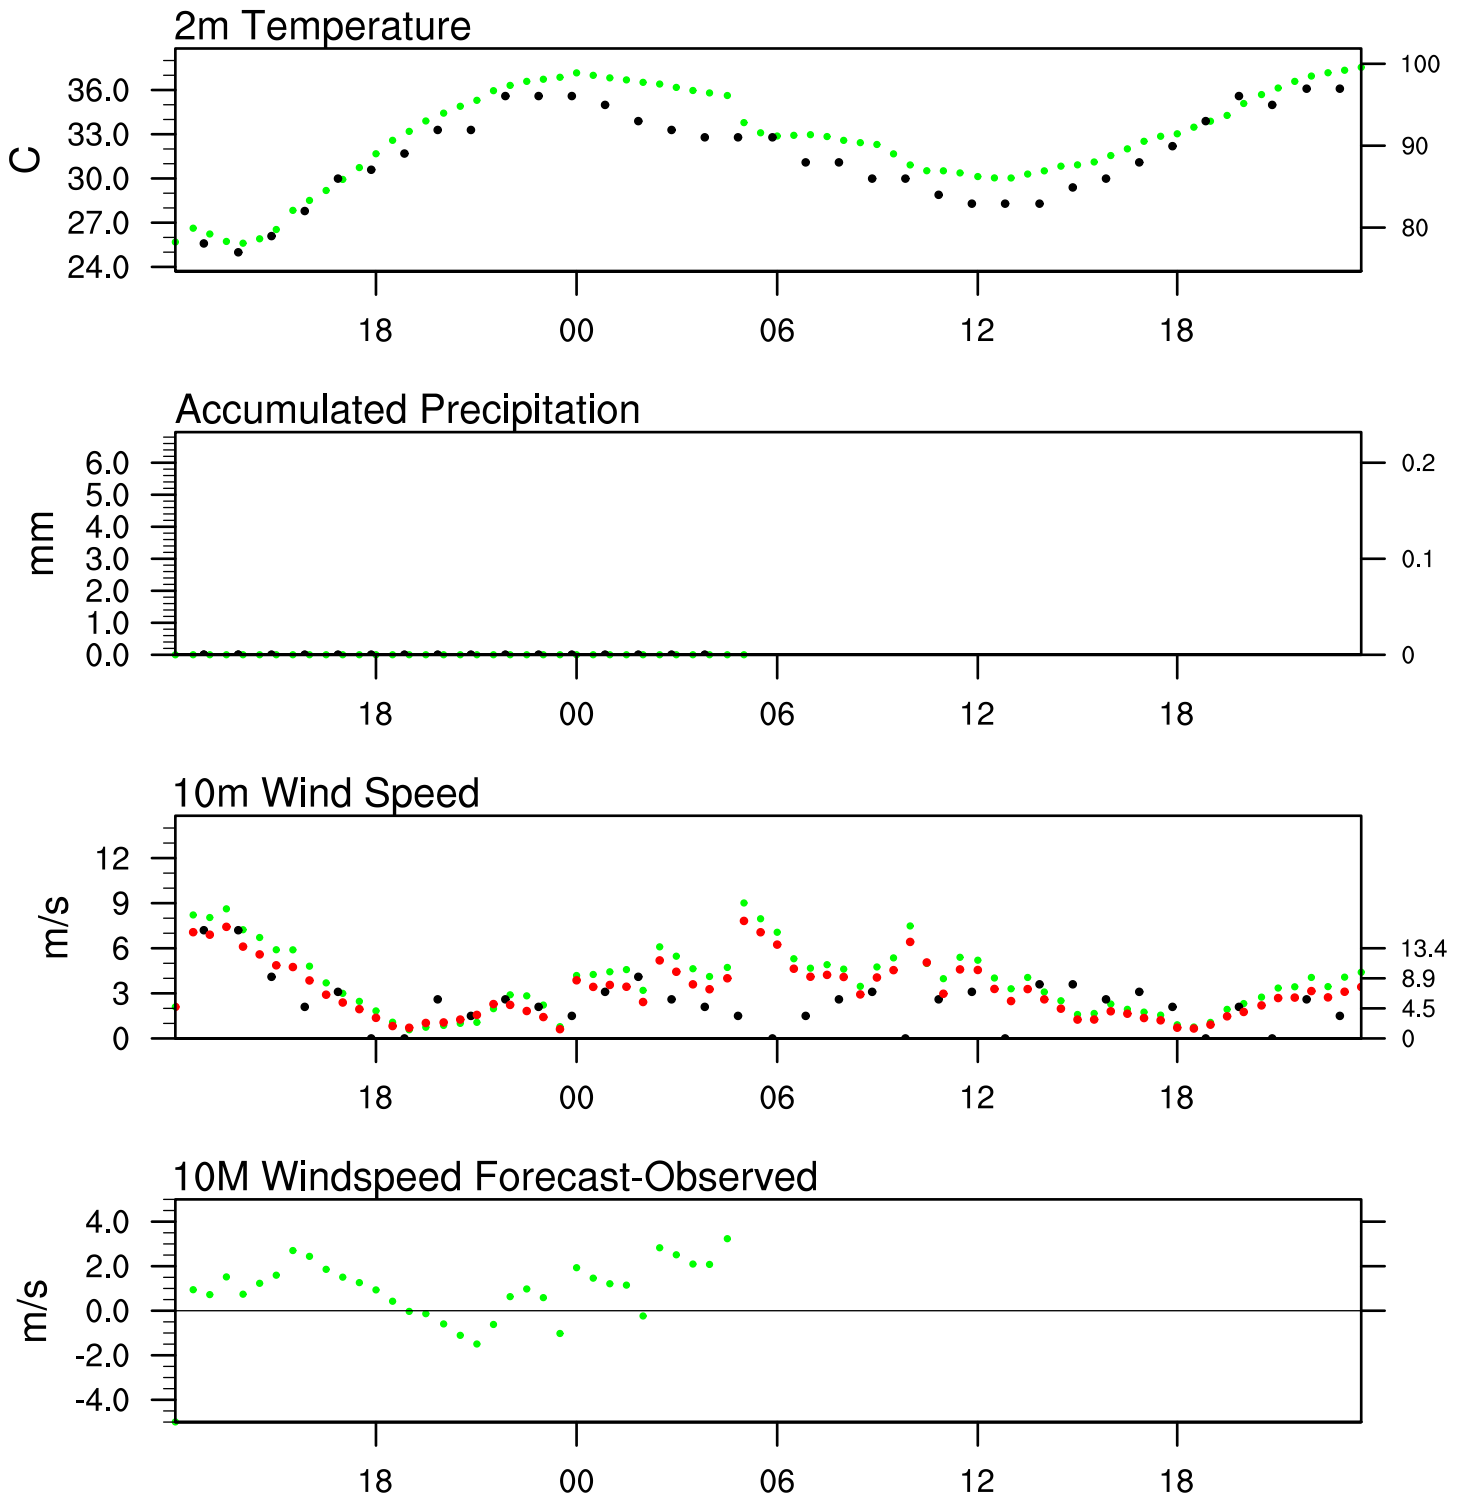 2m Temperature
C
36.0
33.0
30.0
27.0
24.0
100
90
80
18 00 06 12 18
Accumulated Precipitation
mm
6.0
5.0
4.0
3.0
2.0
1.0
0.0
0.2
0.1
0
18 00 06 12 18
10m Wind Speed
m/s
12
9
6
3
0
13.4
8.9
4.5
0
18 00 06 12 18
10M Windspeed Forecast-Observed
m/s
4.0
2.0
0.0
-2.0
-4.0
18 00 06 12 18